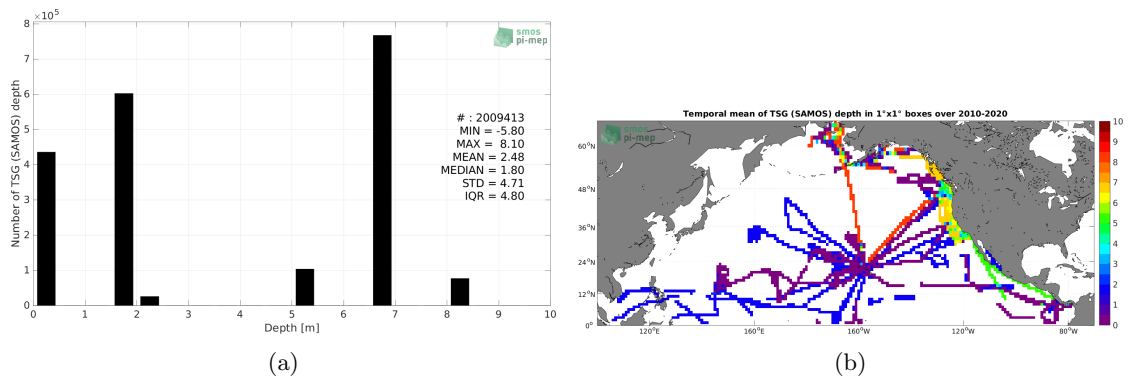 ×10⁵
8
7
6
5
4
3
2
1
0
Number of TSG (SAMOS) depth
smos
pi-mep
# : 2009413
MIN = -5.80
MAX = 8.10
MEAN = 2.48
MEDIAN = 1.80
STD = 4.71
IQR = 4.80
0 1 2 3 4 5 6 7 8 9 10
Depth [m]
(a)
Temporal mean of TSG (SAMOS) depth in 1°x1° boxes over 2010-2020
smos
pi-mep
60°N
48°N
36°N
24°N
12°N
0°
120°E 160°E 160°W 120°W 80°W
10
9
8
7
6
5
4
3
2
1
0
(b)